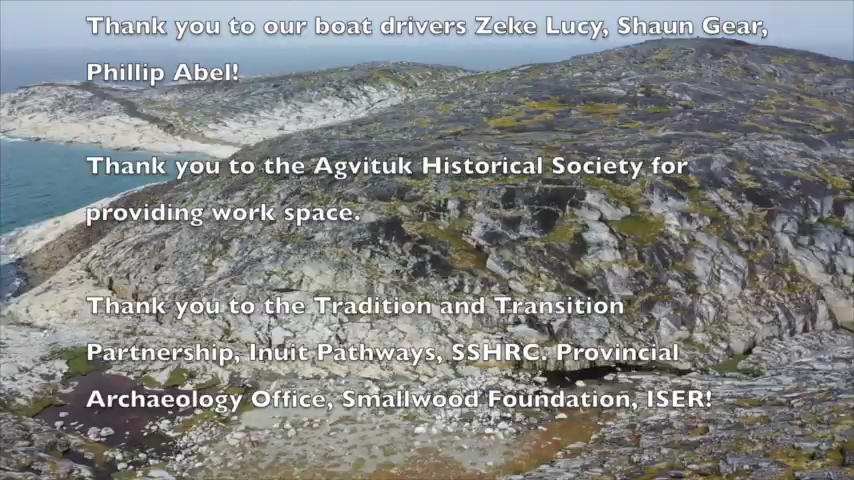 Thank you to our boat drivers Zeke Lucy, Shaun Gear,
Phillip Abel!
Thank you to the Agvituk Historical Society for
providing work space.
Thank you to the Tradition and Transition
Partnership, Inuit Pathways, SSHRC. Provincial
Archaeology Office, Smallwood Foundation, ISER!